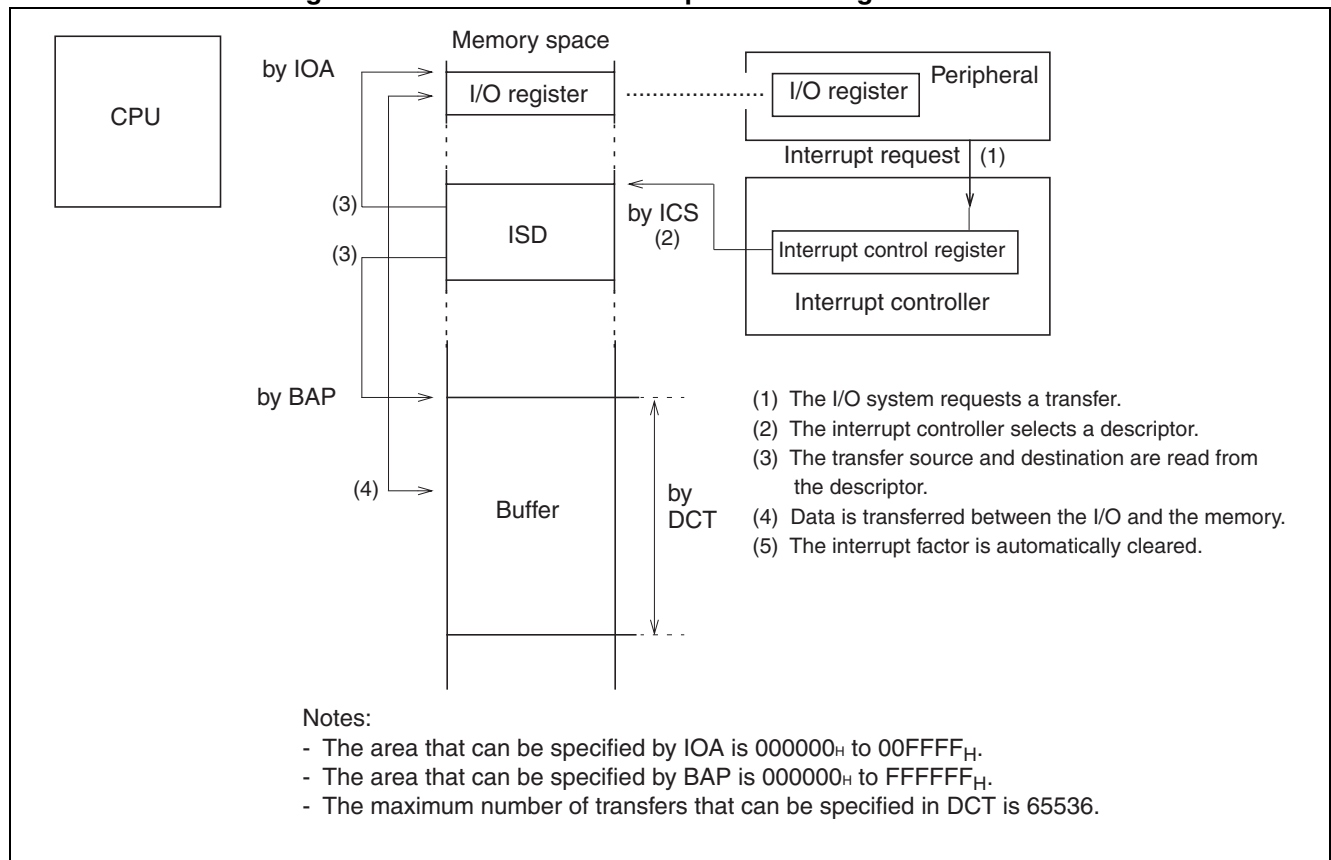 Memory space
by IOA
I/O register
I/O register
Peripheral
CPU
Interrupt request (1)
(3)
ISD
by ICS
(2)
Interrupt control register
(3)
Interrupt controller
by BAP
(4)
Buffer
by
DCT
(1) The I/O system requests a transfer.
(2) The interrupt controller selects a descriptor.
(3) The transfer source and destination are read from
the descriptor.
(4) Data is transferred between the I/O and the memory.
(5) The interrupt factor is automatically cleared.
Notes:
- The area that can be specified by IOA is 000000H to 00FFFFH.
- The area that can be specified by BAP is 000000H to FFFFFFH.
- The maximum number of transfers that can be specified in DCT is 65536.